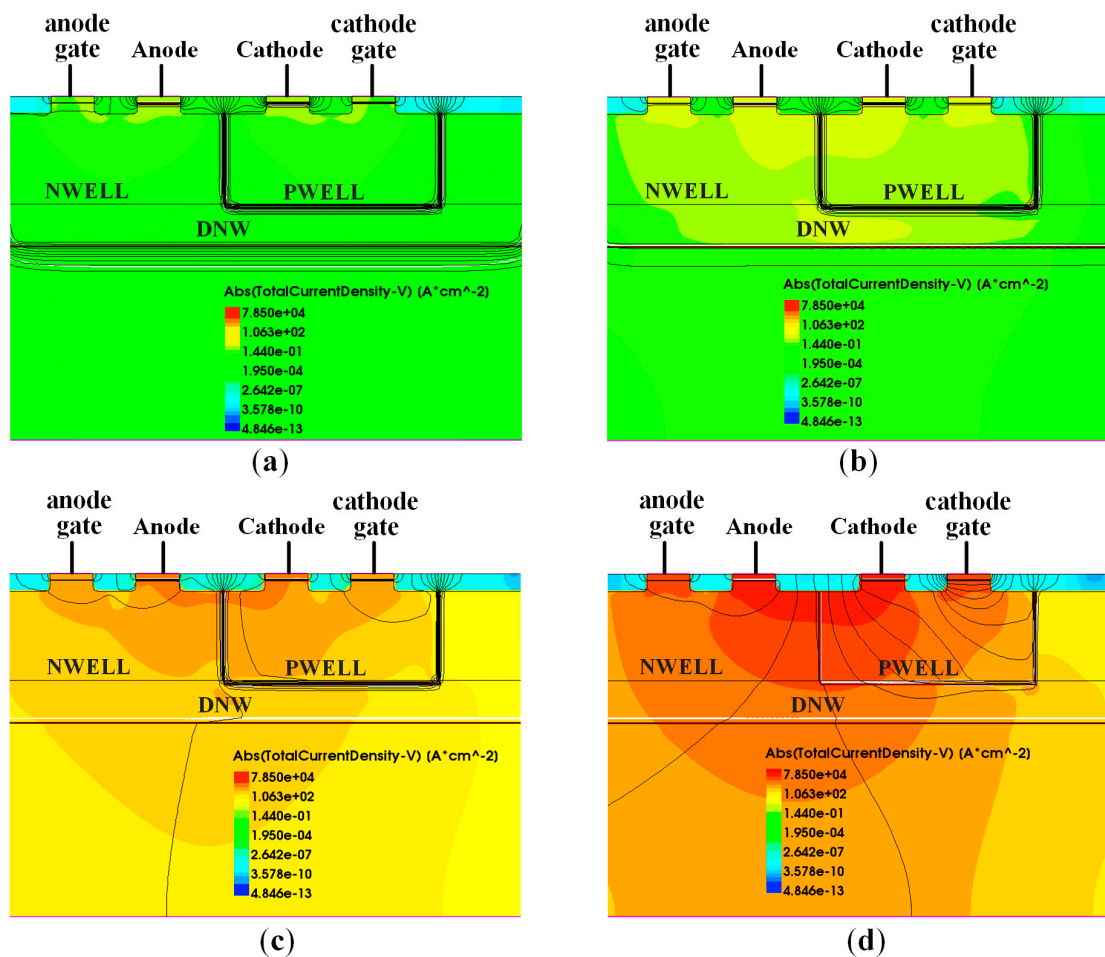 anode
gate
Anode
Cathode
cathode
gate
NWELL
PWELL
DNW
Abs(TotalCurrentDensity-V) [A*cm^-2]
7.850e+04
1.063e+02
1.440e-01
1.950e-04
2.642e-07
3.578e-10
4.846e-13
(a)
anode
gate
Anode
Cathode
cathode
gate
NWELL
PWELL
DNW
Abs(TotalCurrentDensity-V) [A*cm^-2]
7.850e+04
1.063e+02
1.440e-01
1.950e-04
2.642e-07
3.578e-10
4.846e-13
(b)
anode
gate
Anode
Cathode
cathode
gate
NWELL
PWELL
DNW
Abs(TotalCurrentDensity-V) [A*cm^-2]
7.850e+04
1.063e+02
1.440e-01
1.950e-04
2.642e-07
3.578e-10
4.846e-13
(c)
anode
gate
Anode
Cathode
cathode
gate
NWELL
PWELL
DNW
Abs(TotalCurrentDensity-V) [A*cm^-2]
7.850e+04
1.063e+02
1.440e-01
1.950e-04
2.642e-07
3.578e-10
4.846e-13
(d)